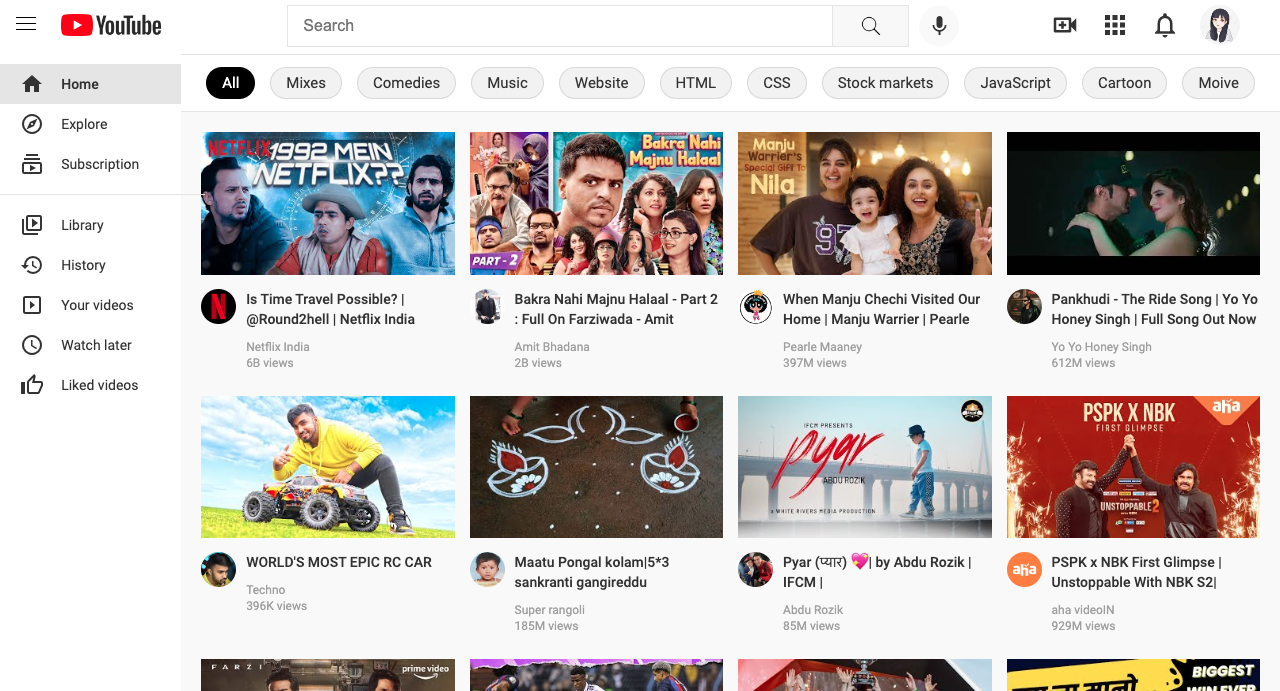 YouTube
Search
Home
Explore
Subscription
Library
History
Your videos
Watch later
Liked videos
All
Mixes
Comedies
Music
Website
HTML
CSS
Stock markets
JavaScript
Cartoon
Moive
NETFLIX
1992 MEIN
NETFLIX??
Is Time Travel Possible? |
@Round2hell | Netflix India
Netflix India
6B views
Bakra Nahi
Majnu Halaal
PART - 2
Bakra Nahi Majnu Halaal - Part 2
: Full On Farziwada - Amit
Amit Bhadana
2B views
Manju
Warrier's
Special Gift To
Nila
When Manju Chechi Visited Our
Home | Manju Warrier | Pearle
Pearle Maaney
397M views
Pankhudi - The Ride Song | Yo Yo
Honey Singh | Full Song Out Now
Yo Yo Honey Singh
612M views
WORLD'S MOST EPIC RC CAR
Techno
396K views
Maatu Pongal kolam|5*3
sankranti gangireddu
Super rangoli
185M views
IFCM PRESENTS
Pyar
ABDU ROZIK
A WHITE RIVERS MEDIA PRODUCTION
Pyar (प्यार) 💖| by Abdu Rozik |
IFCM |
Abdu Rozik
85M views
PSPK X NBK
FIRST GLIMPSE
aha
UNSTOPPABLE 2
aha
PSPK x NBK First Glimpse |
Unstoppable With NBK S2|
aha videoIN
929M views
FARZI
prime video
BIGGEST